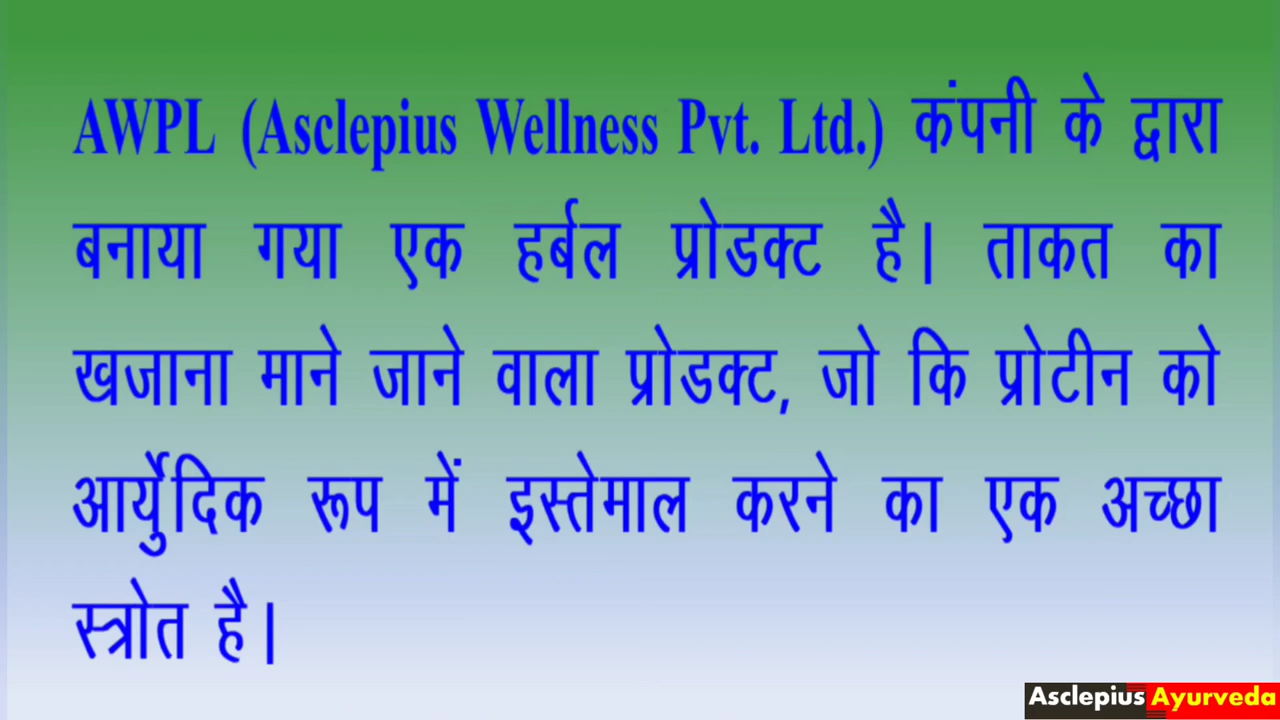 AWPL (Asclepius Wellness Pvt. Ltd.) कंपनी के द्वारा
बनाया गया एक हर्बल प्रोडक्ट है। ताकत का
खजाना माने जाने वाला प्रोडक्ट, जो कि प्रोटीन को
आर्युेदिक रूप में इस्तेमाल करने का एक अच्छा
स्त्रोत है।
Asclepius Ayurveda